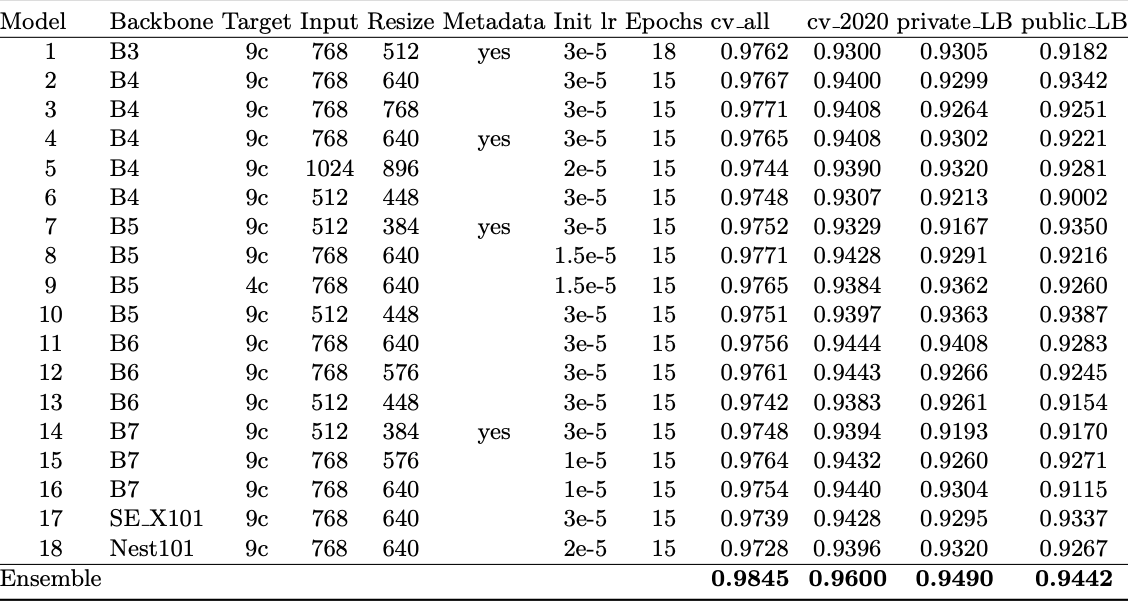 Model Backbone Target Input Resize Metadata Init lr Epochs cv_all cv_2020 private_LB public_LB
1 B3 9c 768 512 yes 3e-5 18 0.9762 0.9300 0.9305 0.9182
2 B4 9c 768 640 3e-5 15 0.9767 0.9400 0.9299 0.9342
3 B4 9c 768 768 3e-5 15 0.9771 0.9408 0.9264 0.9251
4 B4 9c 768 640 yes 3e-5 15 0.9765 0.9408 0.9302 0.9221
5 B4 9c 1024 896 2e-5 15 0.9744 0.9390 0.9320 0.9281
6 B4 9c 512 448 3e-5 15 0.9748 0.9307 0.9213 0.9002
7 B5 9c 512 384 yes 3e-5 15 0.9752 0.9329 0.9167 0.9350
8 B5 9c 768 640 1.5e-5 15 0.9771 0.9428 0.9291 0.9216
9 B5 4c 768 640 1.5e-5 15 0.9765 0.9384 0.9362 0.9260
10 B5 9c 512 448 3e-5 15 0.9751 0.9397 0.9363 0.9387
11 B6 9c 768 640 3e-5 15 0.9756 0.9444 0.9408 0.9283
12 B6 9c 768 576 3e-5 15 0.9761 0.9443 0.9266 0.9245
13 B6 9c 512 448 3e-5 15 0.9742 0.9383 0.9261 0.9154
14 B7 9c 512 384 yes 3e-5 15 0.9748 0.9394 0.9193 0.9170
15 B7 9c 768 576 1e-5 15 0.9764 0.9432 0.9260 0.9271
16 B7 9c 768 640 1e-5 15 0.9754 0.9440 0.9304 0.9115
17 SE_X101 9c 768 640 3e-5 15 0.9739 0.9428 0.9295 0.9337
18 Nest101 9c 768 640 2e-5 15 0.9728 0.9396 0.9320 0.9267
Ensemble 0.9845 0.9600 0.9490 0.9442